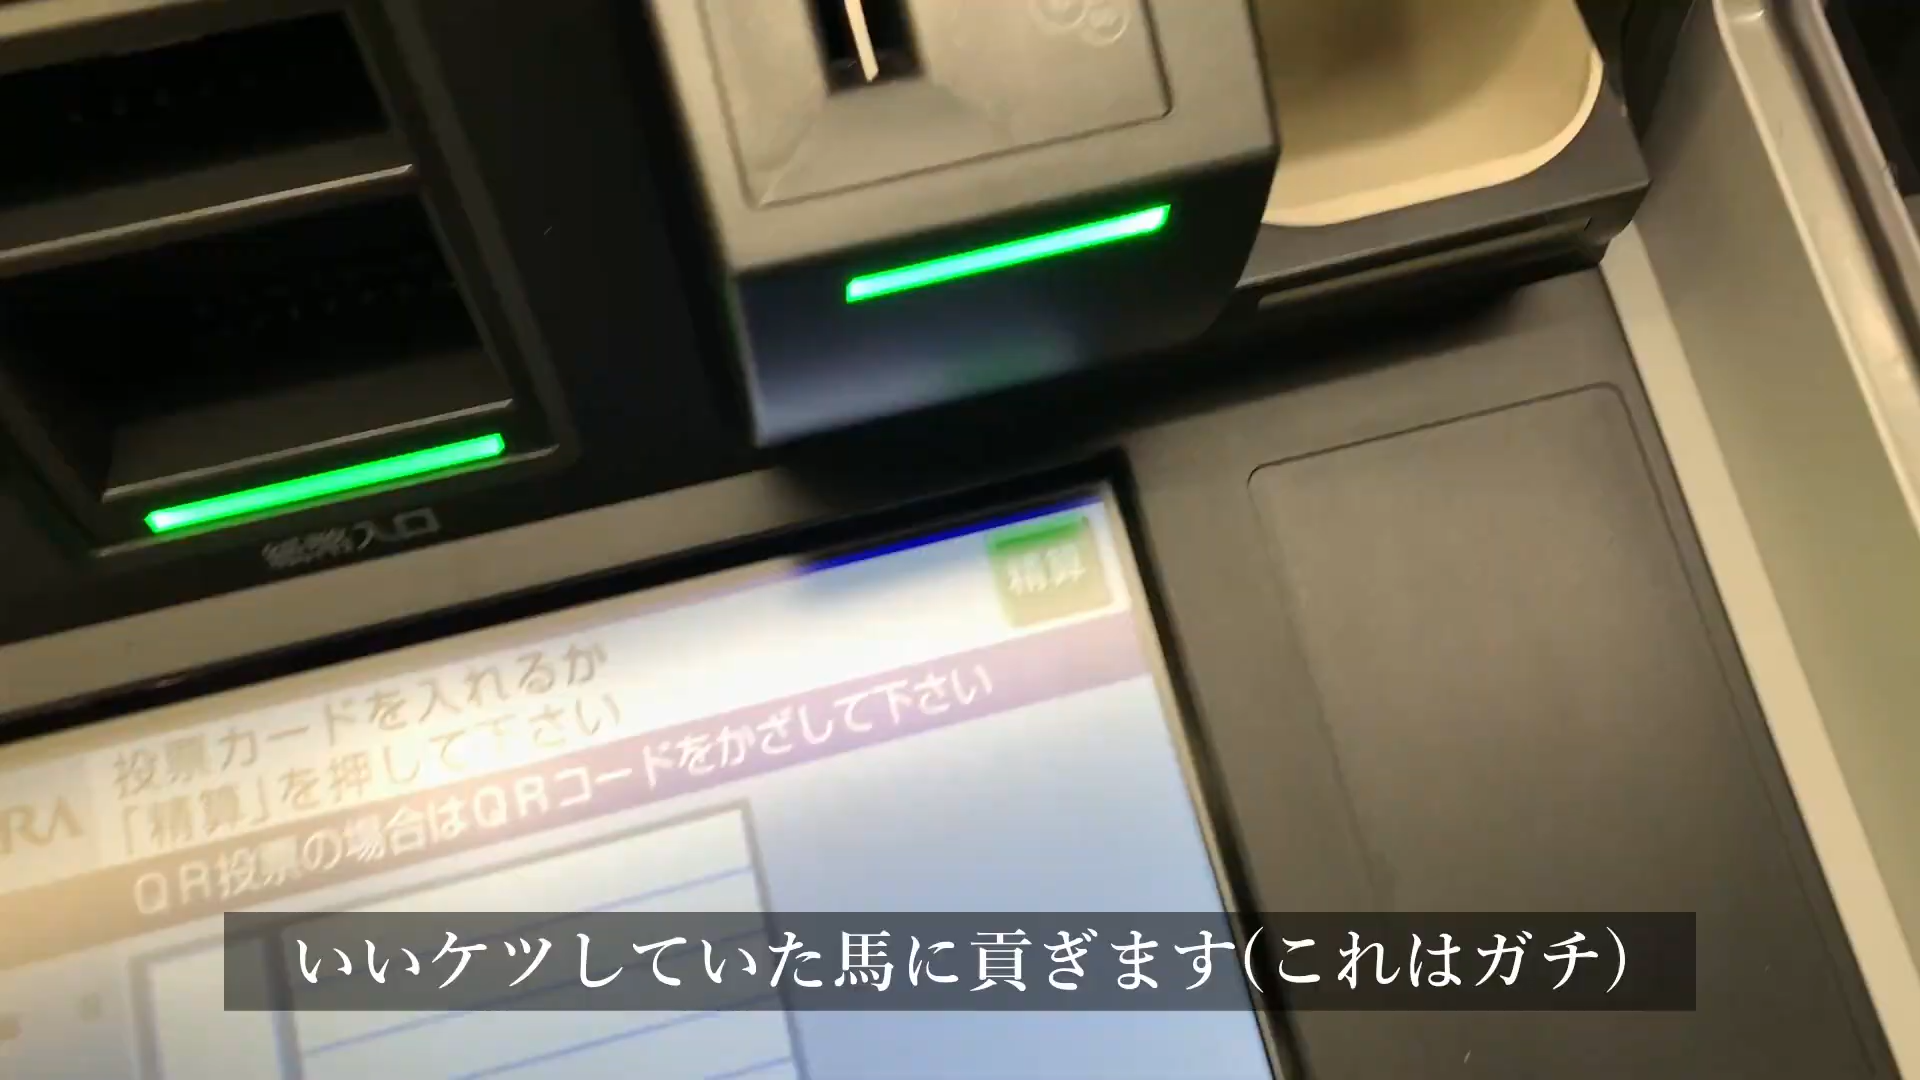 紙幣入口
精算
投票カードを入れるか
「精算」を押して下さい
RA
QR投票の場合はQRコードをかざして下さい
いいケツしていた馬に貢ぎます(これはガチ)